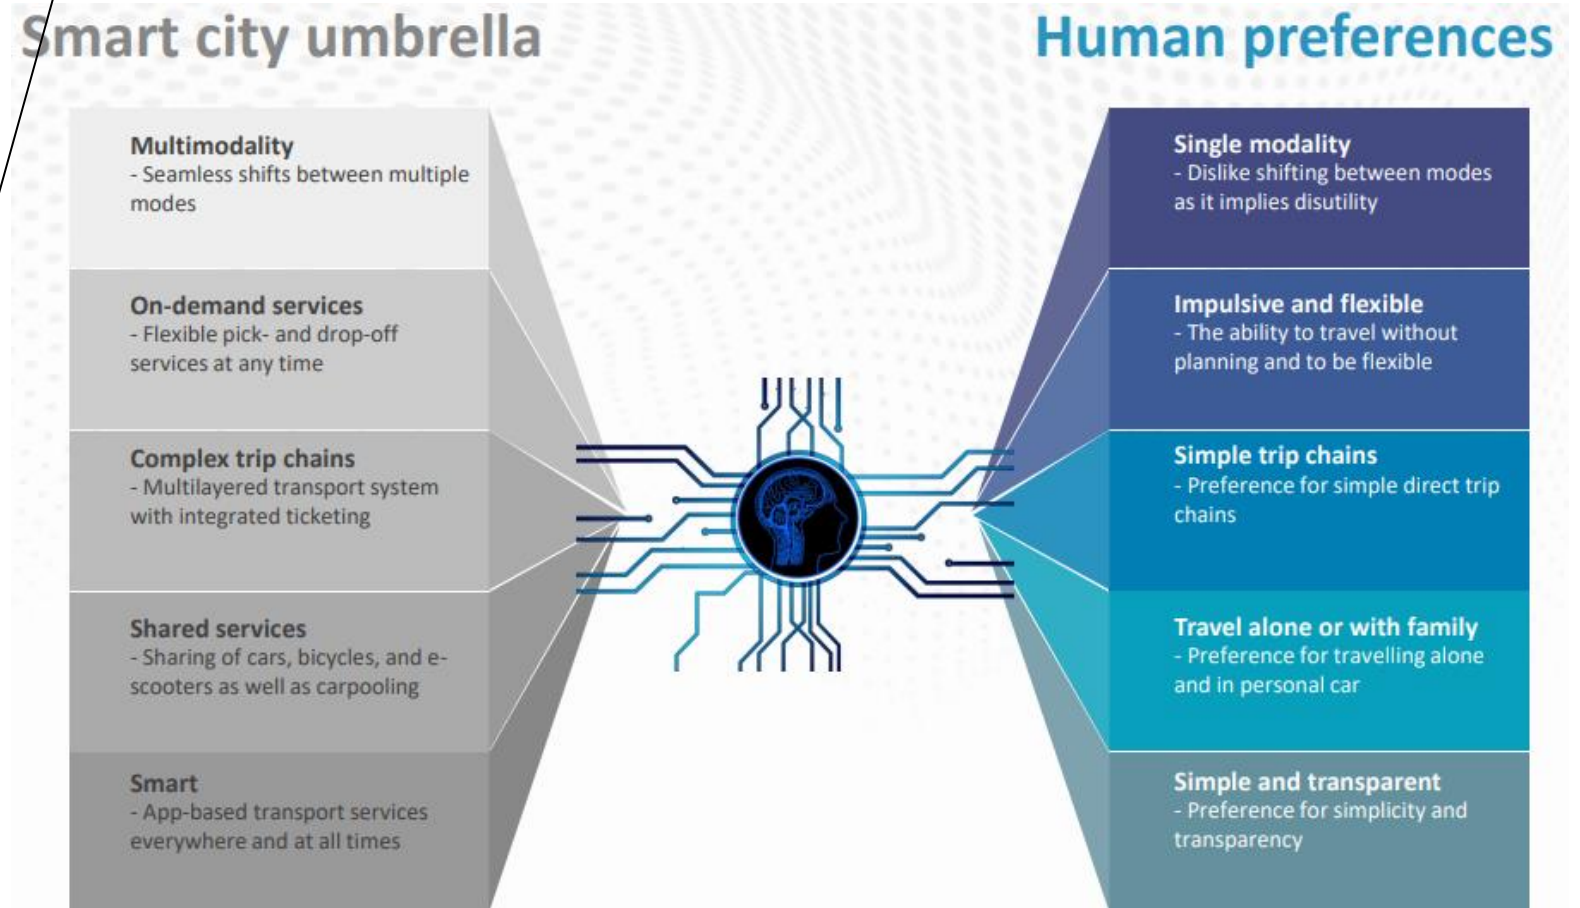 Smart city umbrella
Human preferences
Multimodality
- Seamless shifts between multiple
modes
On-demand services
- Flexible pick- and drop-off
services at any time
Complex trip chains
- Multilayered transport system
with integrated ticketing
Shared services
- Sharing of cars, bicycles, and e-
scooters as well as carpooling
Smart
- App-based transport services
everywhere and at all times
Single modality
- Dislike shifting between modes
as it implies disutility
Impulsive and flexible
- The ability to travel without
planning and to be flexible
Simple trip chains
- Preference for simple direct trip
chains
Travel alone or with family
- Preference for travelling alone
and in personal car
Simple and transparent
- Preference for simplicity and
transparency